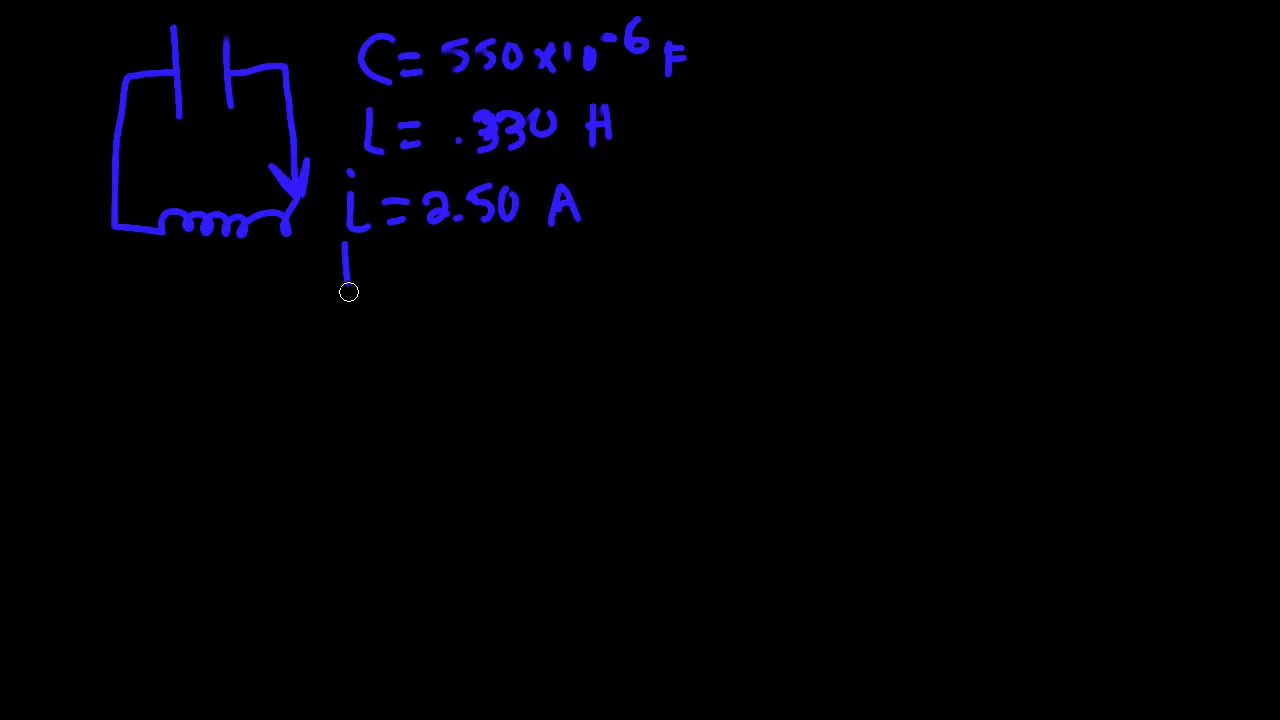 C = 550 x 10⁻⁶ F
L = .330 H
i = 2.50 A